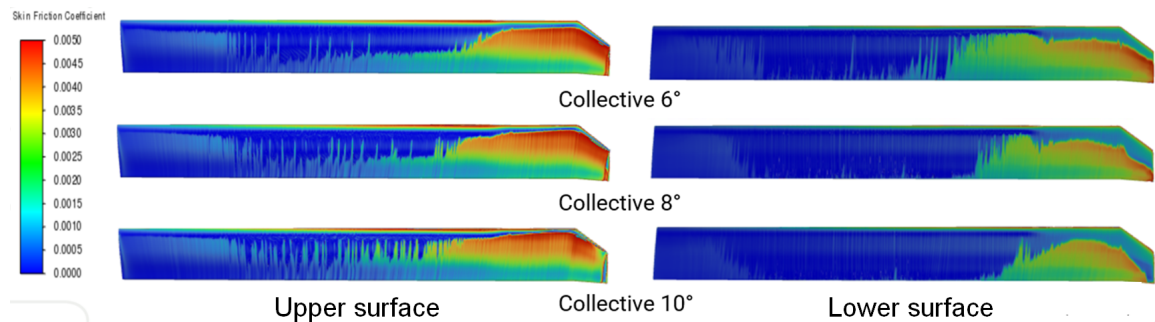 Skin Friction Coefficient
0.0050
0.0045
0.0040
0.0035
0.0030
0.0025
0.0020
0.0015
0.0010
0.0005
0.0000
Collective 6°
Collective 8°
Collective 10°
Upper surface
Lower surface